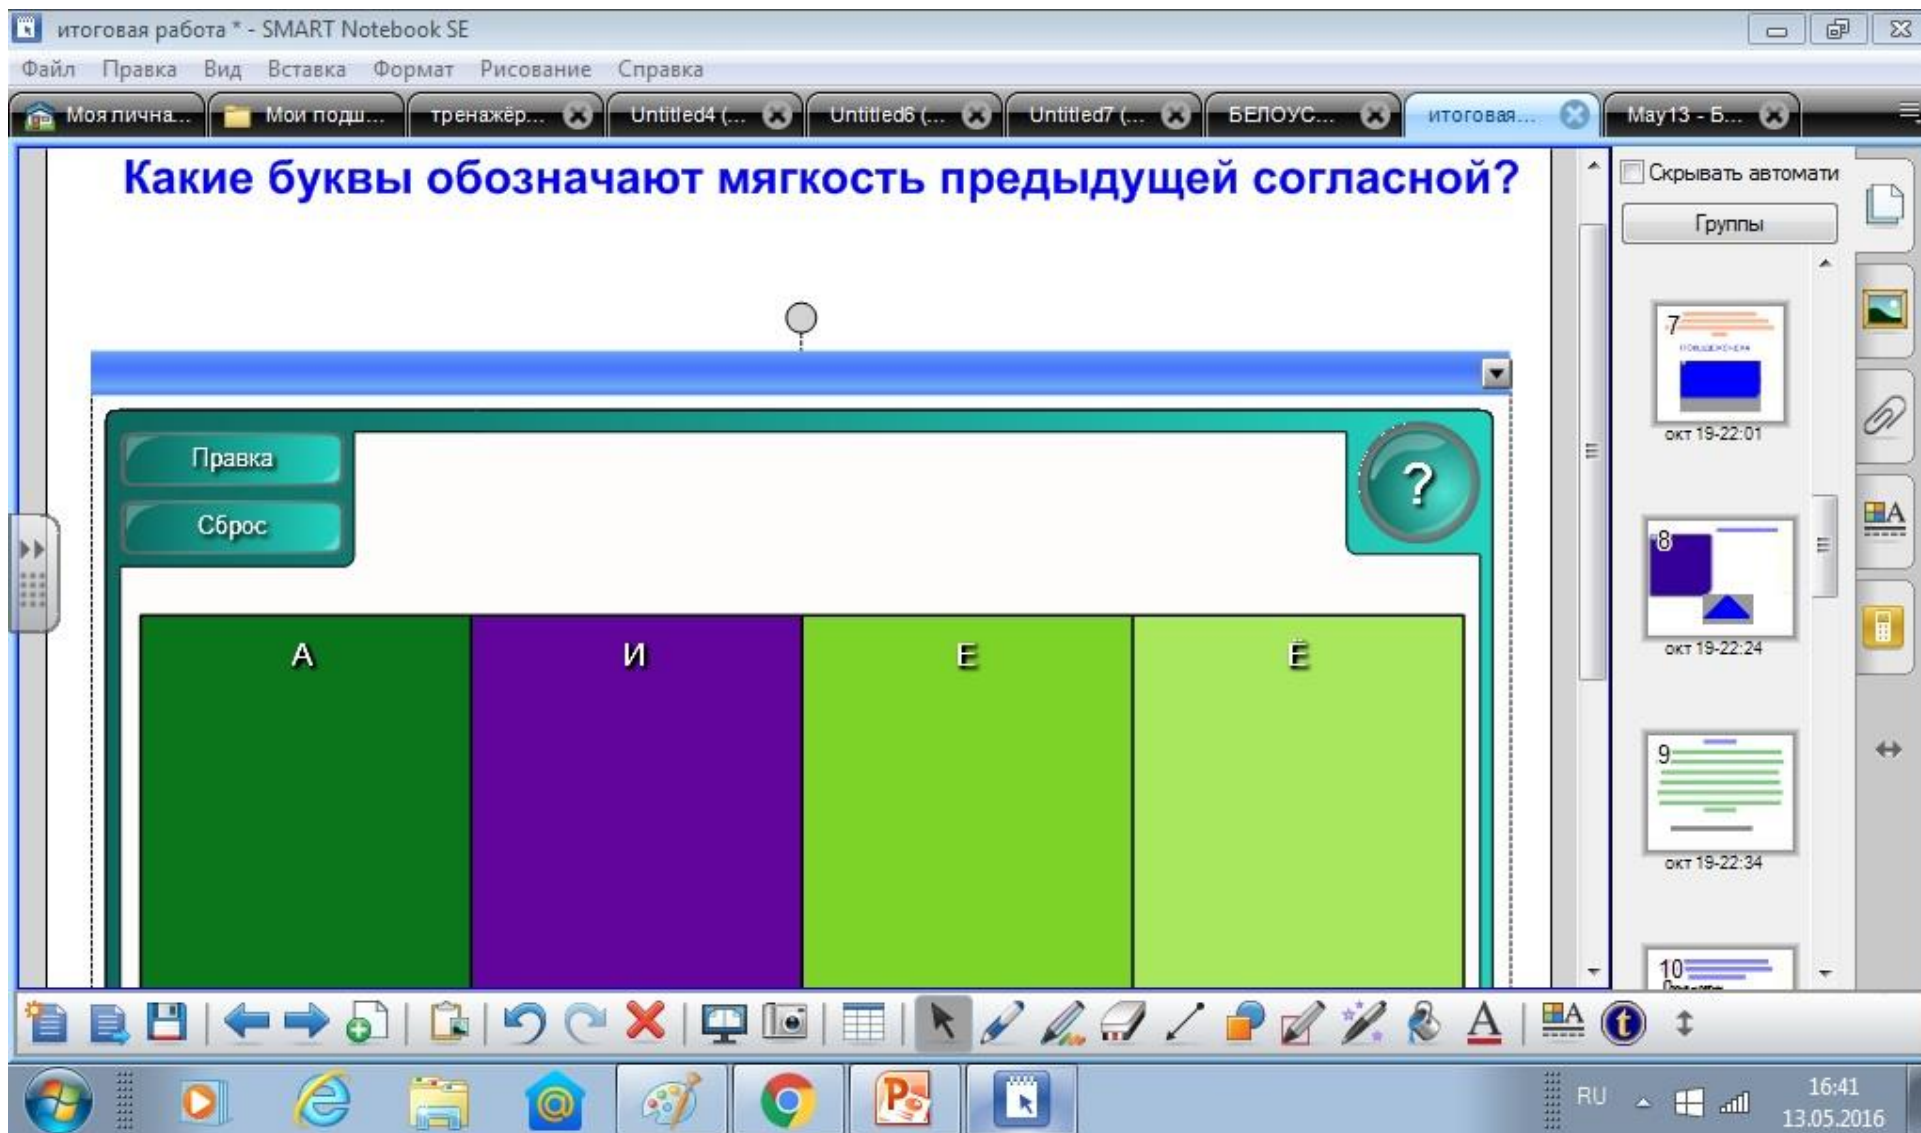 итоговая работа * - SMART Notebook SE
Файл Правка Вид Вставка Формат Рисование Справка
Моя лична... Мои подш... тренажёр... Untitled4 (... Untitled6 (... Untitled7 (... БЕЛОУС... итоговая... May13 - Б...
Какие буквы обозначают мягкость предыдущей согласной?
Скрывать автомати
Группы
7
окт 19-22:01
Правка
?
Сброс
8
окт 19-22:24
А И Е Ё
9
окт 19-22:34
10
RU
16:41
13.05.2016